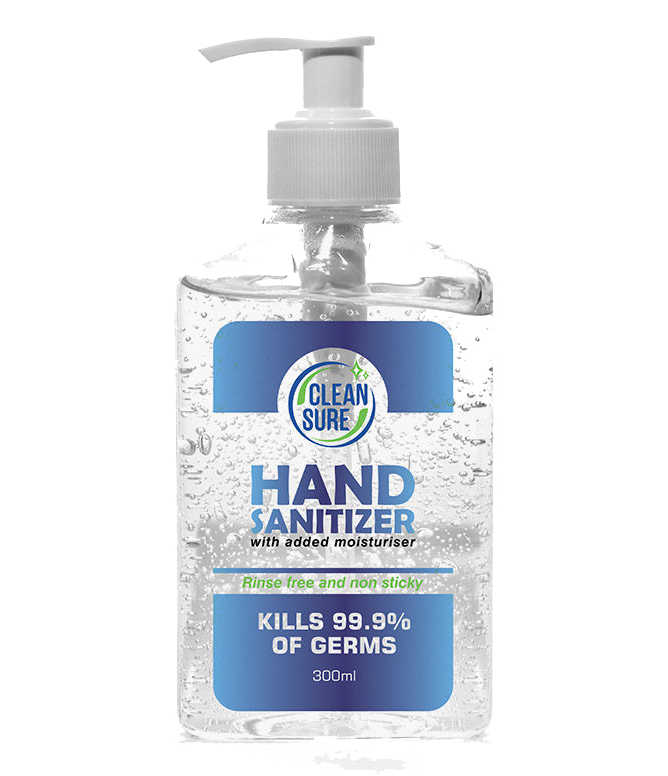 CLEAN
SURE
HAND
SANITIZER
with added moisturiser
Rinse free and non sticky
KILLS 99.9%
OF GERMS
300ml